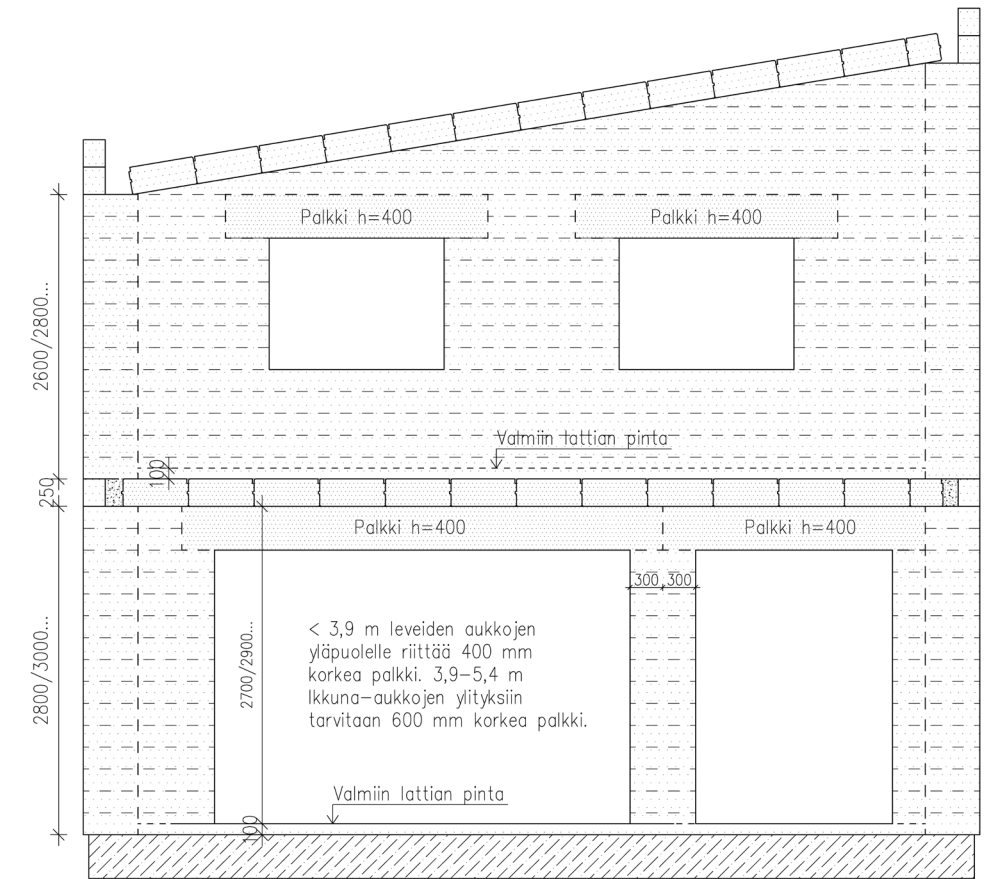 Palkki h=400
Palkki h=400
2600/2800...
Valmiin lattian pinta
100
250
Palkki h=400
Palkki h=400
300 300
2800/3000...
2700/2900...
< 3,9 m leveiden aukkojen
yläpuolelle riittää 400 mm
korkea palkki. 3,9-5,4 m
Ikkuna-aukkojen ylityksiin
tarvitaan 600 mm korkea palkki.
Valmiin lattian pinta
100